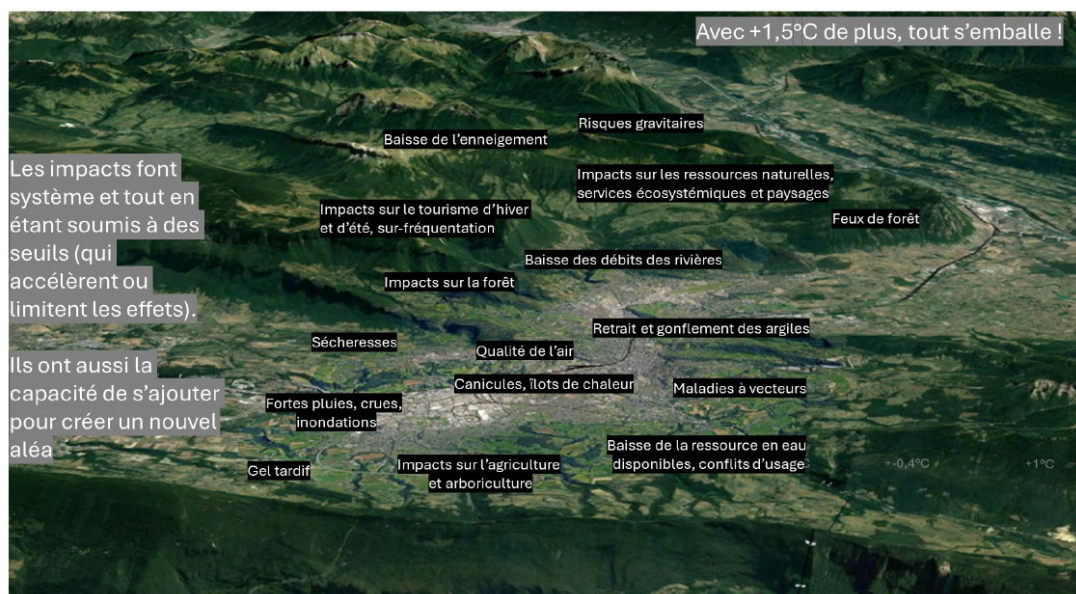 Avec +1,5°C de plus, tout s’emballe !
Risques gravitaires
Baisse de l’enneigement
Les impacts font
système et tout en
étant soumis à des
seuils (qui
accélèrent ou
limitent les effets).
Impacts sur les ressources naturelles,
services écosystémiques et paysages
Impacts sur le tourisme d’hiver
et d’été, sur-fréquentation
Feux de forêt
Baisse des débits des rivières
Impacts sur la forêt
Retrait et gonflement des argiles
Sécheresses
Qualité de l’air
Ils ont aussi la
capacité de s’ajouter
pour créer un nouvel
aléa
Canicules, îlots de chaleur
Maladies à vecteurs
Fortes pluies, crues,
inondations
Baisse de la ressource en eau
disponibles, conflits d’usage
Gel tardif
Impacts sur l’agriculture
et arboriculture
+-0,4°C
+1°C